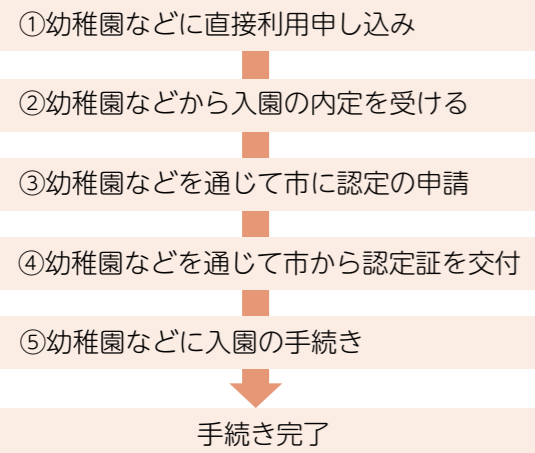 ①幼稚園などに直接利用申し込み
②幼稚園などから入園の内定を受ける
③幼稚園などを通じて市に認定の申請
④幼稚園などを通じて市から認定証を交付
⑤幼稚園などに入園の手続き
手続き完了